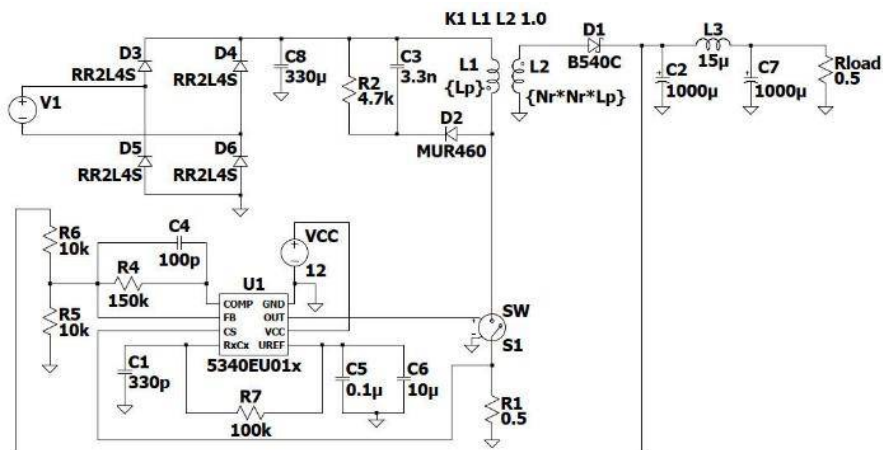 K1 L1 L2 1.0
D3
RR2L4S
D4
RR2L4S
C8
330µ
R2
4.7k
C3
3.3n
L1
{Lp}
L2
{Nr*Nr*Lp}
D1
B540C
L3
15µ
C2
1000µ
C7
1000µ
Rload
0.5
V1
D2
MUR460
D5
RR2L4S
D6
RR2L4S
R6
10k
C4
100p
VCC
12
R4
150k
U1
COMP GND
FB OUT
CS VCC
RxCx UREF
5340EU01x
R5
10k
SW
S1
C1
330p
R7
100k
C5
0.1µ
C6
10µ
R1
0.5